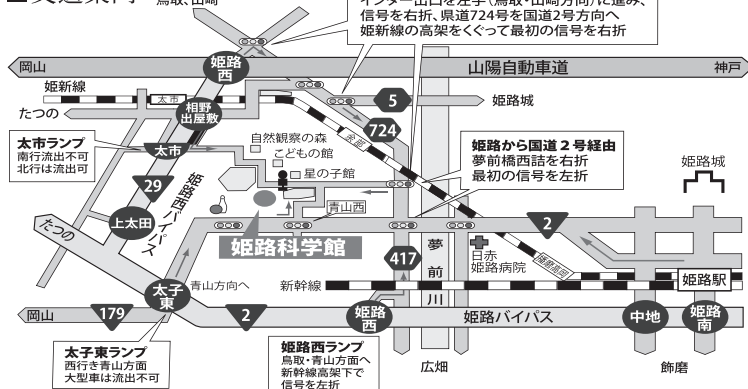 鳥取、山崎
インター出口を左手(鳥取・山崎方向)に進み、
信号を右折、県道724号を国道2号方向へ
姫新線の高架をくぐって最初の信号を右折
岡山
姫路
西
山陽自動車道
神戸
姫新線
太市
たつの
相野
出屋敷
5
姫路城
724
余部
太市ランプ
南行流出不可
北行は流出可
太市
自然観察の森
こどもの館
星の子館
姫路から国道2号経由
夢前橋西詰を右折
最初の信号を左折
姫路城
29
姫路西バイパス
上太田
青山西
2
たつの
姫路科学館
417
夢前川
日赤
姫路病院
播磨高岡
太子
東
青山方向へ
新幹線
姫路駅
岡山
179
2
姫路
西
姫路バイパス
中地
姫路
南
太子東ランプ
西行き青山方面
大型車は流出不可
姫路西ランプ
鳥取・青山方面へ
新幹線高架下で
信号を左折
広畑
飾磨